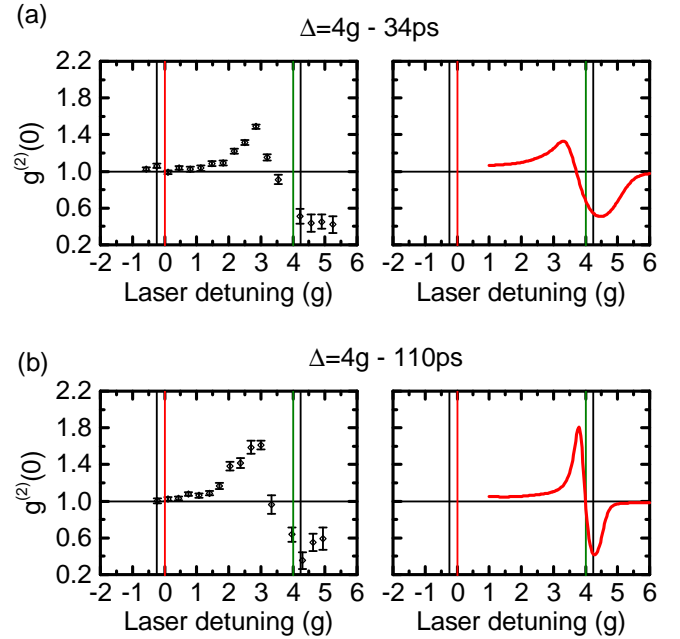 (a)
Δ=4g - 34ps
g(2)(0)
2.2
1.8
1.4
1.0
0.6
0.2
-2 -1 0 1 2 3 4 5 6 -2 -1 0 1 2 3 4 5 6
Laser detuning (g) Laser detuning (g)
(b)
Δ=4g - 110ps
g(2)(0)
2.2
1.8
1.4
1.0
0.6
0.2
-2 -1 0 1 2 3 4 5 6 -2 -1 0 1 2 3 4 5 6
Laser detuning (g) Laser detuning (g)